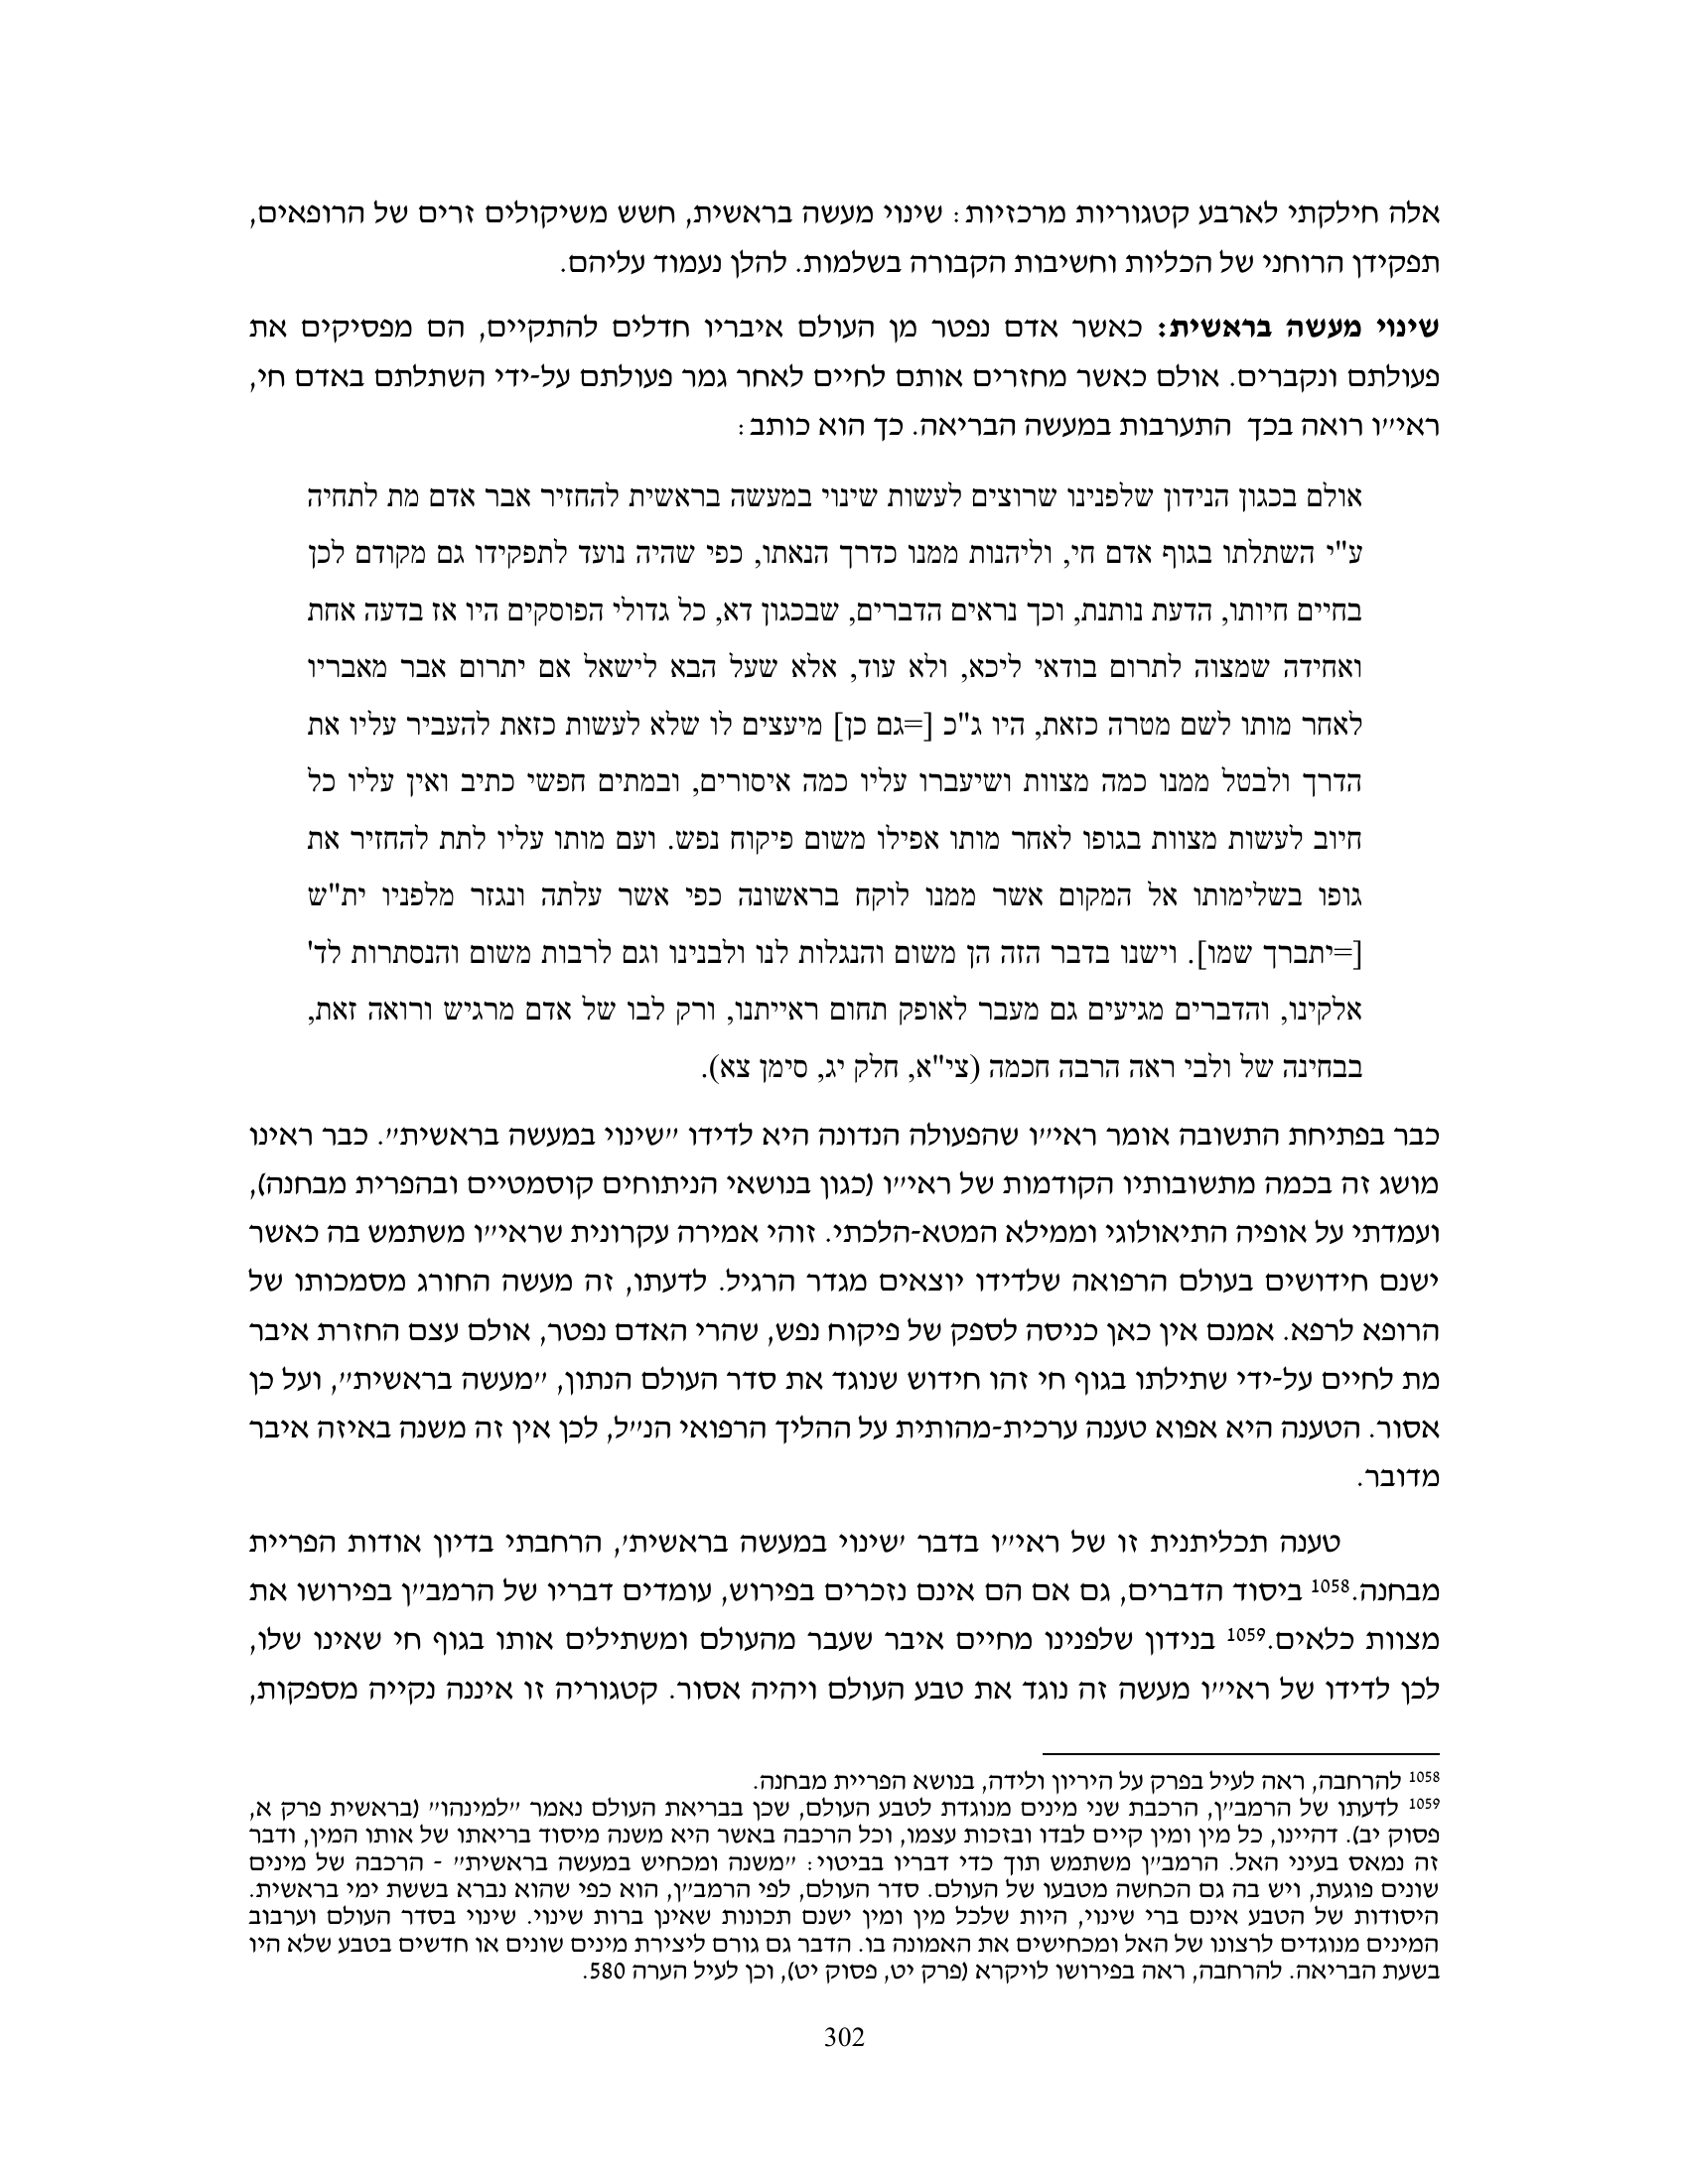 אלה חילקתי לארבע קטגוריות מרכזיות: שינוי מעשה בראשית, חשש משיקולים זרים של הרופאים,
תפקידן הרוחני של הכליות וחשיבות הקבורה בשלמות. להלן נעמוד עליהם.
שינוי מעשה בראשית: כאשר אדם נפטר מן העולם איבריו חדלים להתקיים, הם מפסיקים את
פעולתם ונקברים. אולם כאשר מחזרים אותם לחיים לאחר גמר פעולתם על-ידי השתלתם באדם חי,
ראי״ו רואה בכך התערבות במעשה הבריאה. כך הוא כותב:
אולם בכגון הנידון שלפנינו שרוצים לעשות שינוי במעשה בראשית להחזיר אבר אדם מת לתחיה
ע"י השתלתו בגוף אדם חי, וליהנות ממנו כדרך הנאתו, כפי שהיה נועד לתפקידו גם מקודם לכן
בחיים חיותו, הדעת נותנת, וכך נראים הדברים, שבכגון דא, כל גדולי הפוסקים היו אז בדעה אחת
ואחידה שמצוה לתרום בודאי ליכא, ולא עוד, אלא שעל הבא לישאל אם יתרום אבר מאבריו
לאחר מותו לשם מטרה כזאת, היו ג"כ [=גם כן] מיעצים לו שלא לעשות כזאת להעביר עליו את
הדרך ולבטל ממנו כמה מצוות ושיעברו עליו כמה איסורים, ובמתים חפשי כתיב ואין עליו כל
חיוב לעשות מצוות בגופו לאחר מותו אפילו משום פיקוח נפש. ועם מותו עליו לתת להחזיר את
גופו בשלימותו אל המקום אשר ממנו לוקח בראשונה כפי אשר עלתה ונגזר מלפניו ית"ש
[=יתברך שמו]. וישנו בדבר הזה הן משום והנגלות לנו ולבנינו וגם לרבות משום והנסתרות לד'
אלקינו, והדברים מגיעים גם מעבר לאופק תחום ראייתנו, ורק לבו של אדם מרגיש ורואה זאת,
בבחינה של ולבי ראה הרבה חכמה (צי"א, חלק יג, סימן צא).
כבר בפתיחת התשובה אומר ראי״ו שהפעולה הנדונה היא לדידו ״שינוי במעשה בראשית״. כבר ראינו
מושג זה בכמה מתשובותיו הקודמות של ראי״ו (כגון בנושאי הניתוחים קוסמטיים ובהפרית מבחנה),
ועמדתי על אופיה התיאולוגי וממילא המטא-הלכתי. זוהי אמירה עקרונית שראי״ו משתמש בה כאשר
ישנם חידושים בעולם הרפואה שלדידו יוצאים מגדר הרגיל. לדעתו, זה מעשה החורג מסמכותו של
הרופא לרפא. אמנם אין כאן כניסה לספק של פיקוח נפש, שהרי האדם נפטר, אולם עצם החזרת איבר
מת לחיים על-ידי שתילתו בגוף חי זהו חידוש שנוגד את סדר העולם הנתון, ״מעשה בראשית״, ועל כן
אסור. הטענה היא אפוא טענה ערכית-מהותית על ההליך הרפואי הנ״ל, לכן אין זה משנה באיזה איבר
מדובר.
טענה תכליתנית זו של ראי״ו בדבר ׳שינוי במעשה בראשית׳, הרחבתי בדיון אודות הפריית
מבחנה.1058 ביסוד הדברים, גם אם הם אינם נזכרים בפירוש, עומדים דבריו של הרמב״ן בפירושו את
מצוות כלאים.1059 בנידון שלפנינו מחיים איבר שעבר מהעולם ומשתילים אותו בגוף חי שאינו שלו,
לכן לדידו של ראי״ו מעשה זה נוגד את טבע העולם ויהיה אסור. קטגוריה זו איננה נקייה מספקות,
1058 להרחבה, ראה לעיל בפרק על היריון ולידה, בנושא הפריית מבחנה.
1059 לדעתו של הרמב״ן, הרכבת שני מינים מנוגדת לטבע העולם, שכן בבריאת העולם נאמר ״למינהו״ (בראשית פרק א,
פסוק יב). דהיינו, כל מין ומין קיים לבדו ובזכות עצמו, וכל הרכבה באשר היא משנה מיסוד בריאתו של אותו המין, ודבר
זה נמאס בעיני האל. הרמב״ן משתמש תוך כדי דבריו בביטוי: ״משנה ומכחיש במעשה בראשית״ - הרכבה של מינים
שונים פוגעת, ויש בה גם הכחשה מטבעו של העולם. סדר העולם, לפי הרמב״ן, הוא כפי שהוא נברא בששת ימי בראשית.
היסודות של הטבע אינם ברי שינוי, היות שלכל מין ומין ישנם תכונות שאינן ברות שינוי. שינוי בסדר העולם וערבוב
המינים מנוגדים לרצונו של האל ומכחישים את האמונה בו. הדבר גם גורם ליצירת מינים שונים או חדשים בטבע שלא היו
בשעת הבריאה. להרחבה, ראה בפירושו לויקרא (פרק יט, פסוק יט), וכן לעיל הערה 580.
302